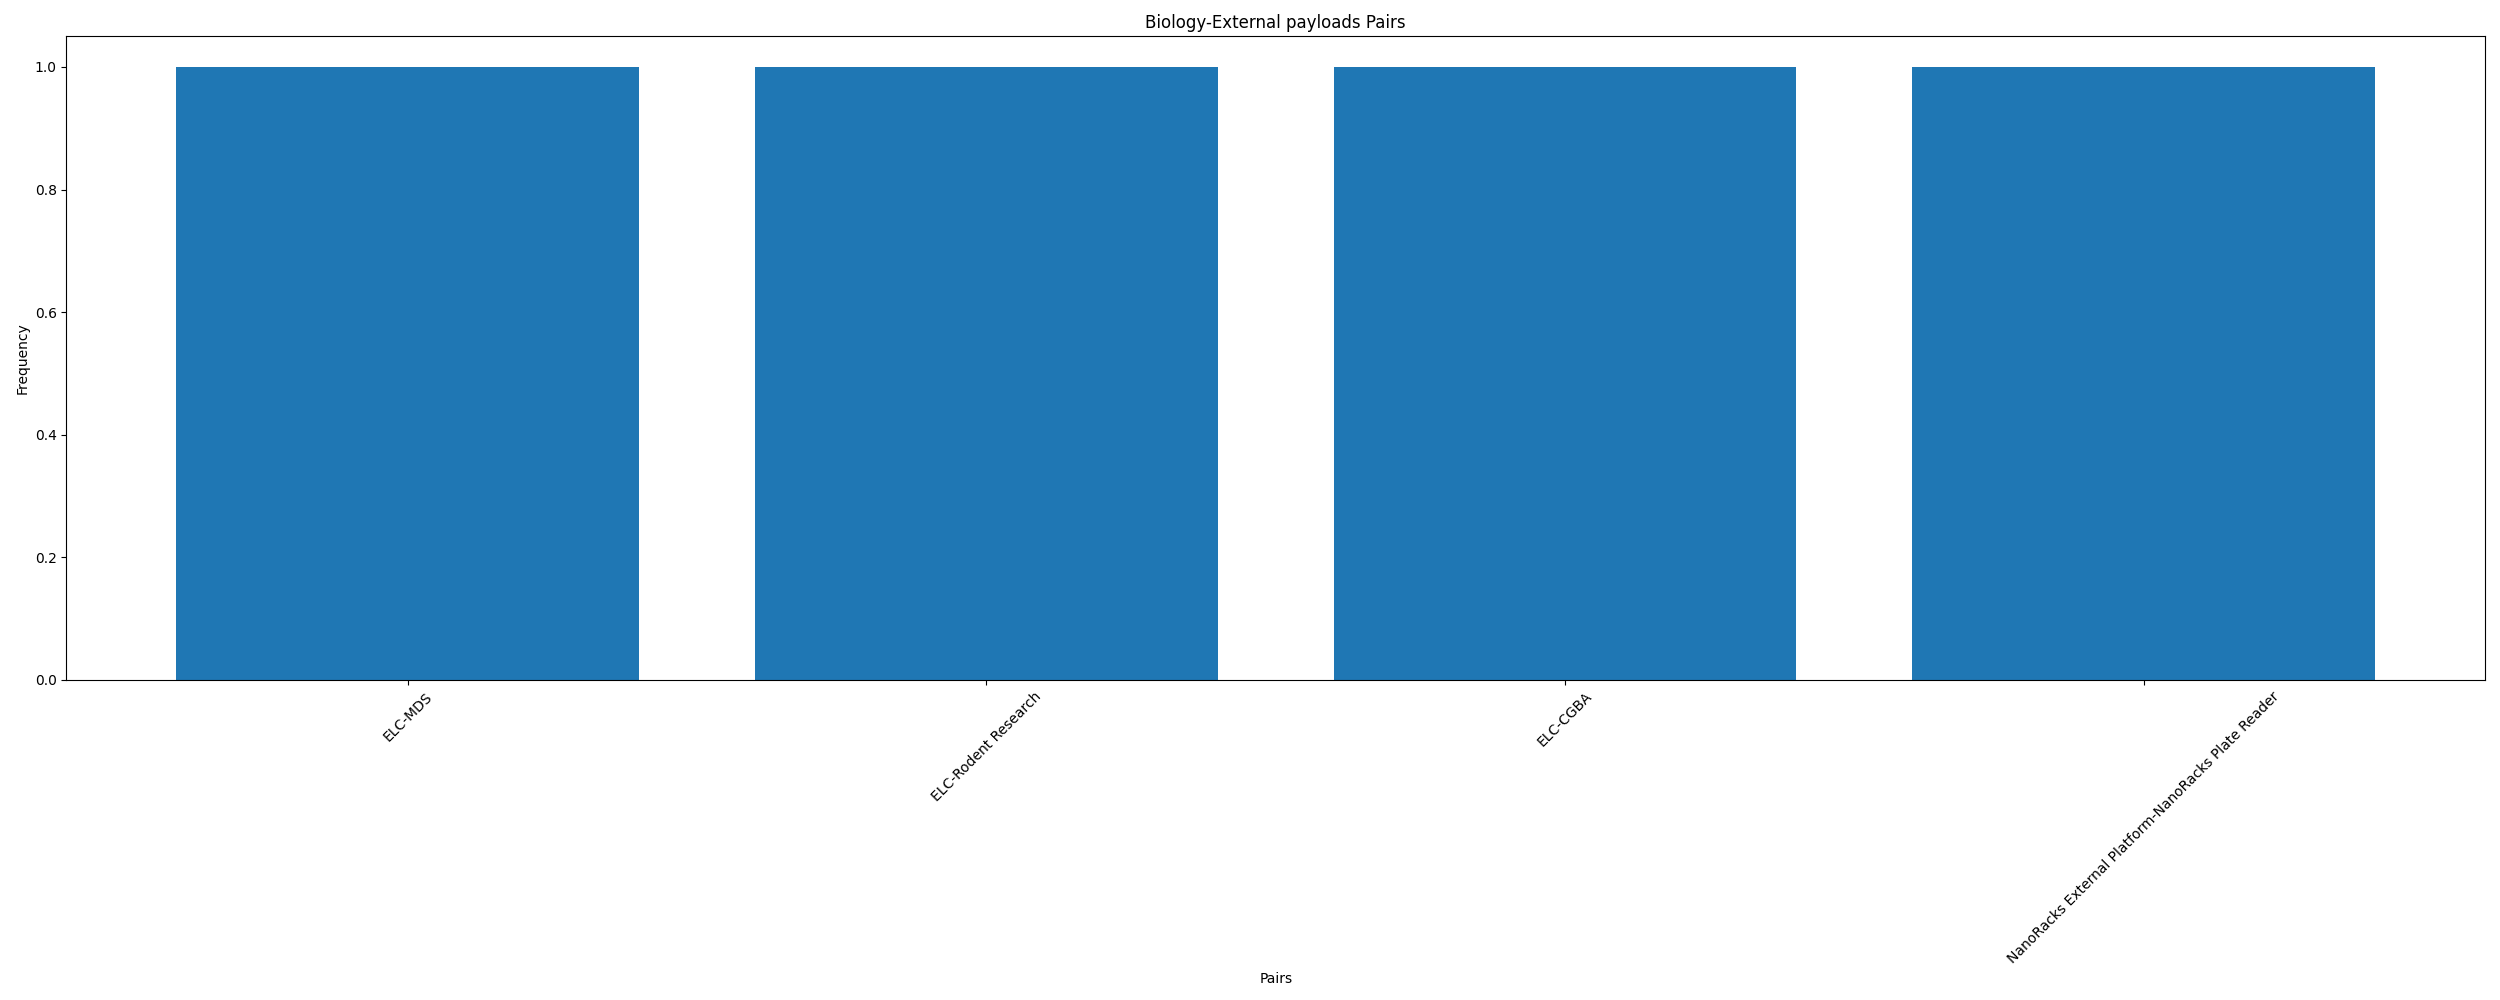 Biology-External payloads Pairs
Frequency
1.0
0.8
0.6
0.4
0.2
0.0
ELC-MDS
ELC-Rodent Research
ELC-CGBA
NanoRacks External Platform-NanoRacks Plate Reader
Pairs